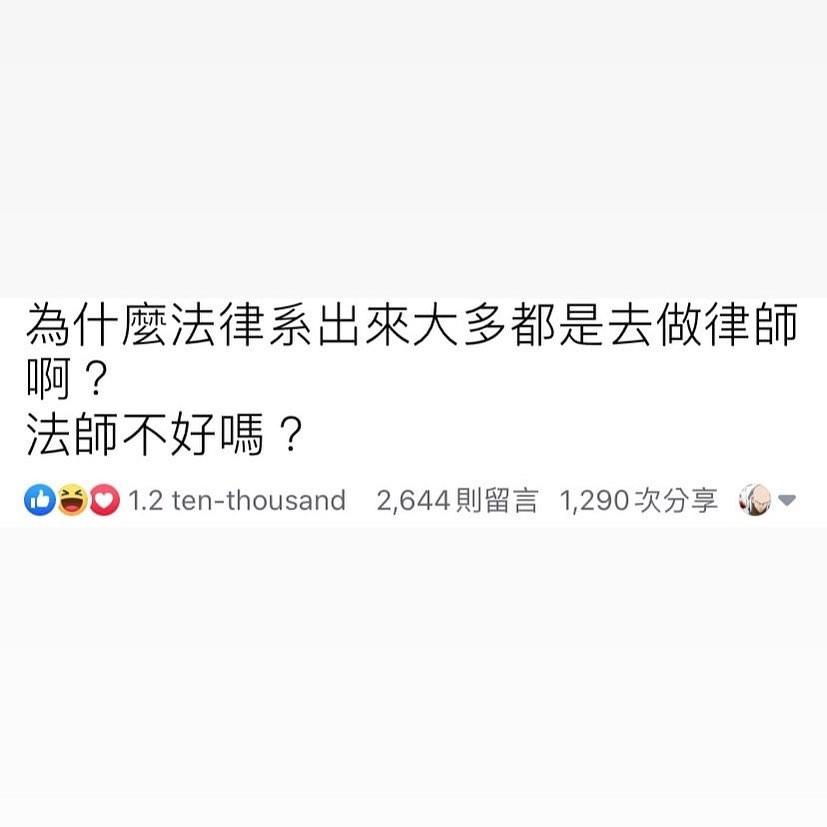 為什麼法律系出來大多都是去做律師
啊？
法師不好嗎？
1.2 ten-thousand 2,644則留言 1,290次分享